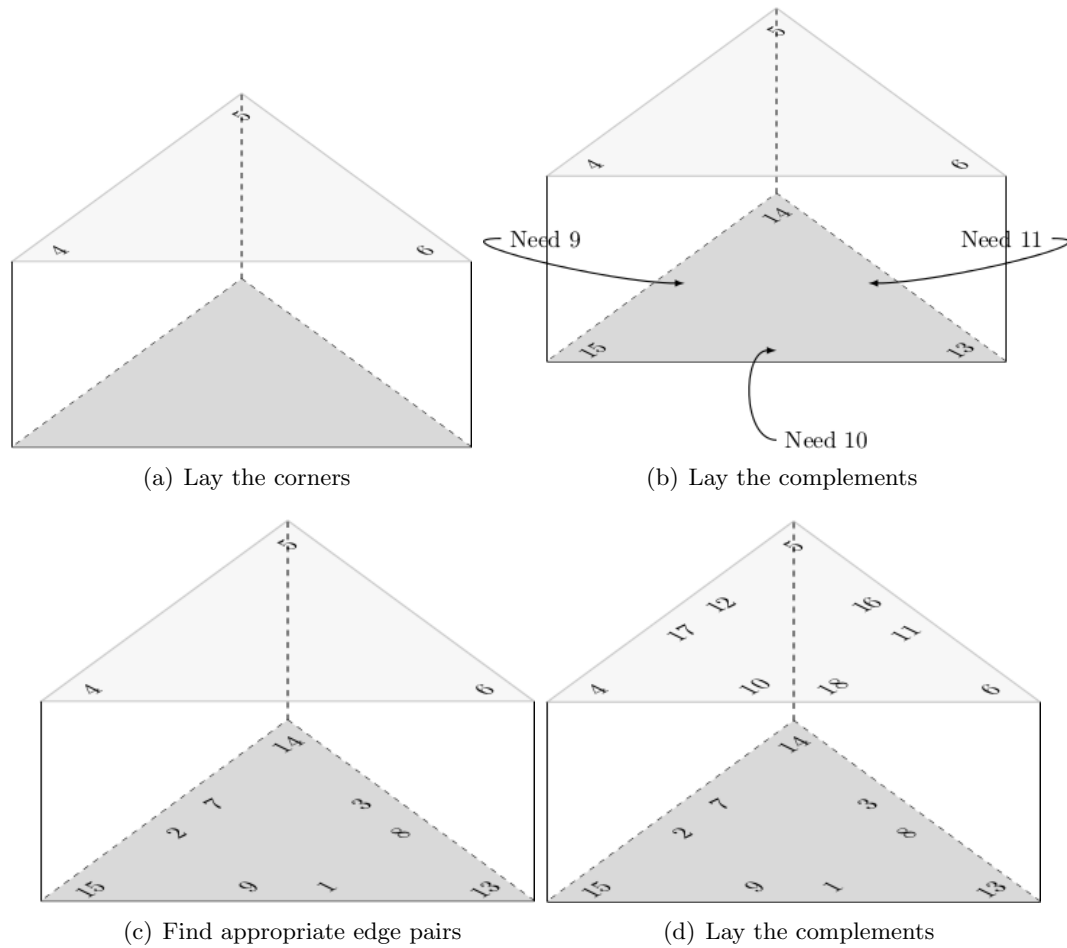 5
4 6
5
4 6
14
Need 9 Need 11
15 13
Need 10
(a) Lay the corners
(b) Lay the complements
5
4 6
14
7 3
2 8
15 9 1 13
5
12 16
17 11
4 10 18 6
14
7 3
2 8
15 9 1 13
(c) Find appropriate edge pairs
(d) Lay the complements